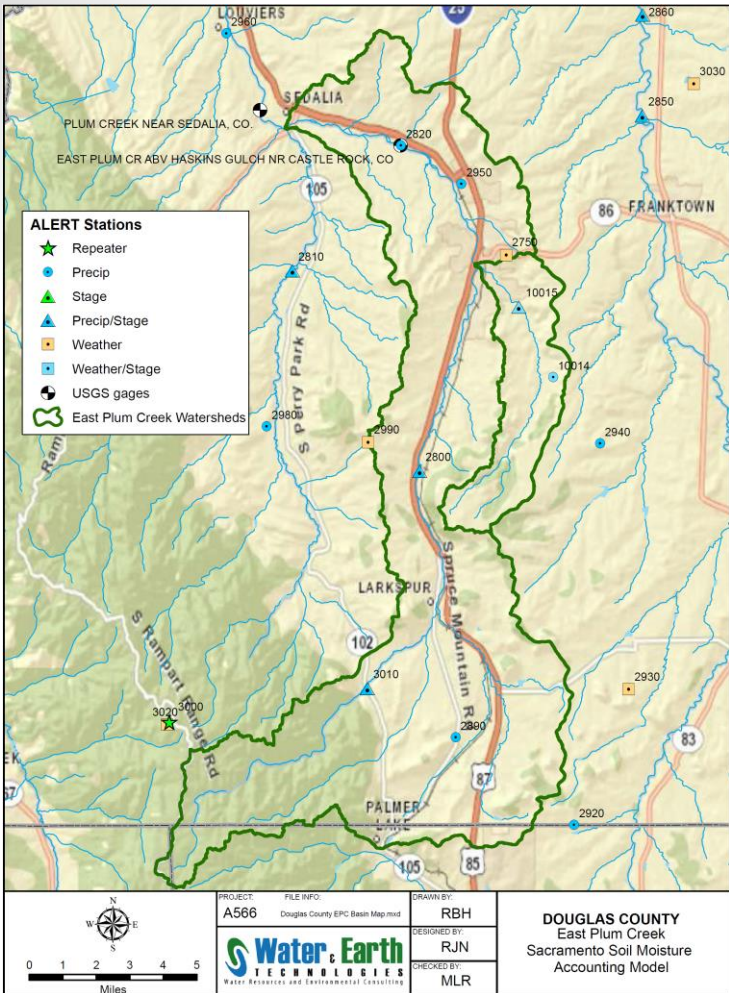 LOUVIERS
2960
25
2860
3030
SEDALIA
2850
PLUM CREEK NEAR SEDALIA, CO.
2820
EAST PLUM CR ABV HASKINS GULCH NR CASTLE ROCK, CO
2950
105
86
FRANKTOWN
ALERT Stations
Repeater
Precip
Stage
Precip/Stage
Weather
Weather/Stage
USGS gages
East Plum Creek Watersheds
2750
2810
10015
S Perry Park Rd
10014
2980
2990
2940
2800
Ram
Spruce Mountain Rd
LARKSPUR
S Rampart Range Rd
102
3010
2930
3020
3000
2890
83
EK
67
87
PALMER
LAKE
2920
105
85
N
W
E
S
0 1 2 3 4 5
Miles
PROJECT:
A566
FILE INFO:
Douglas County EPC Basin Map.mxd
Water & Earth
TECHNOLOGIES
Water Resources and Environmental Consulting
DRAWN BY:
RBH
DESIGNED BY:
RJN
CHECKED BY:
MLR
DOUGLAS COUNTY
East Plum Creek
Sacramento Soil Moisture
Accounting Model